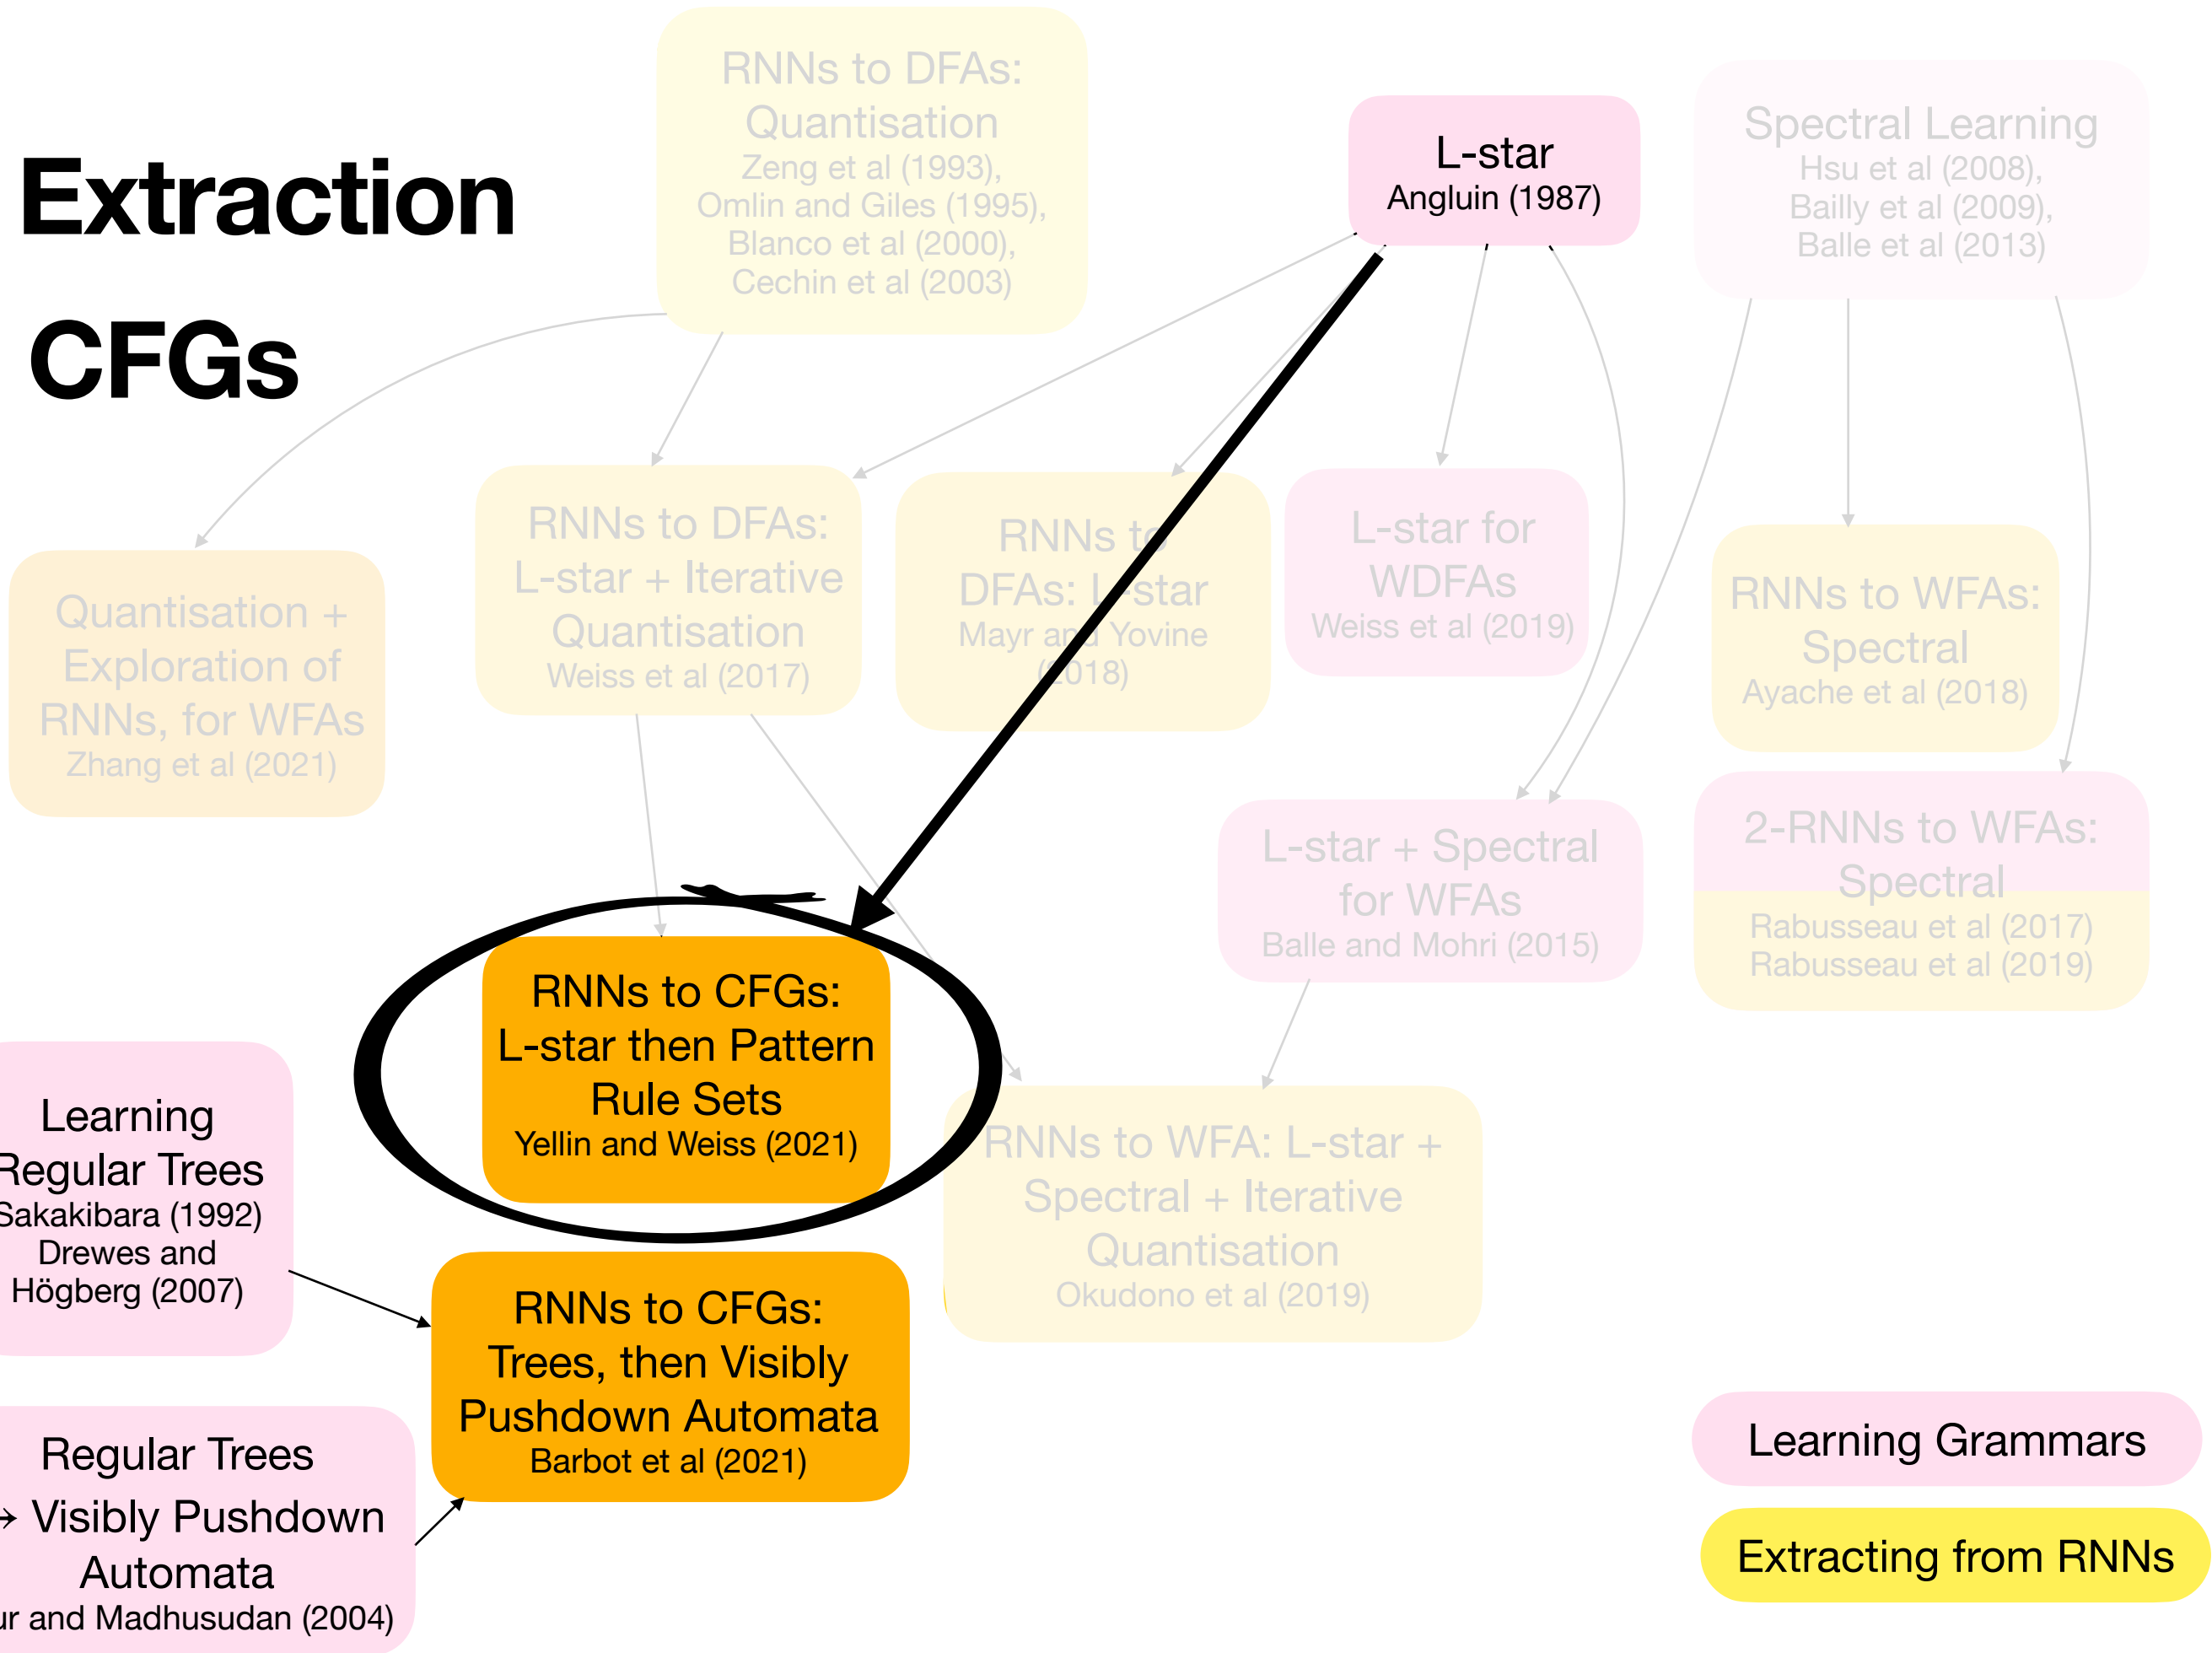 Extraction
CFGs
RNNs to DFAs:
Quantisation
Zeng et al (1993),
Omlin and Giles (1995),
Blanco et al (2000),
Cechin et al (2003)
L-star
Angluin (1987)
Spectral Learning
Hsu et al (2008),
Bailly et al (2009),
Balle et al (2013)
Quantisation +
Exploration of
RNNs, for WFAs
Zhang et al (2021)
RNNs to DFAs:
L-star + Iterative
Quantisation
Weiss et al (2017)
RNNs to
DFAs: L-star
Mayr and Yovine
(2018)
L-star for
WDFAs
Weiss et al (2019)
RNNs to WFAs:
Spectral
Ayache et al (2018)
L-star + Spectral
for WFAs
Balle and Mohri (2015)
2-RNNs to WFAs:
Spectral
Rabusseau et al (2017)
Rabusseau et al (2019)
RNNs to CFGs:
L-star then Pattern
Rule Sets
Yellin and Weiss (2021)
RNNs to WFA: L-star +
Spectral + Iterative
Quantisation
Okudono et al (2019)
Learning
Regular Trees
Sakakibara (1992)
Drewes and
Högberg (2007)
RNNs to CFGs:
Trees, then Visibly
Pushdown Automata
Barbot et al (2021)
Regular Trees
→ Visibly Pushdown
Automata
and Madhusudan (2004)
Learning Grammars
Extracting from RNNs